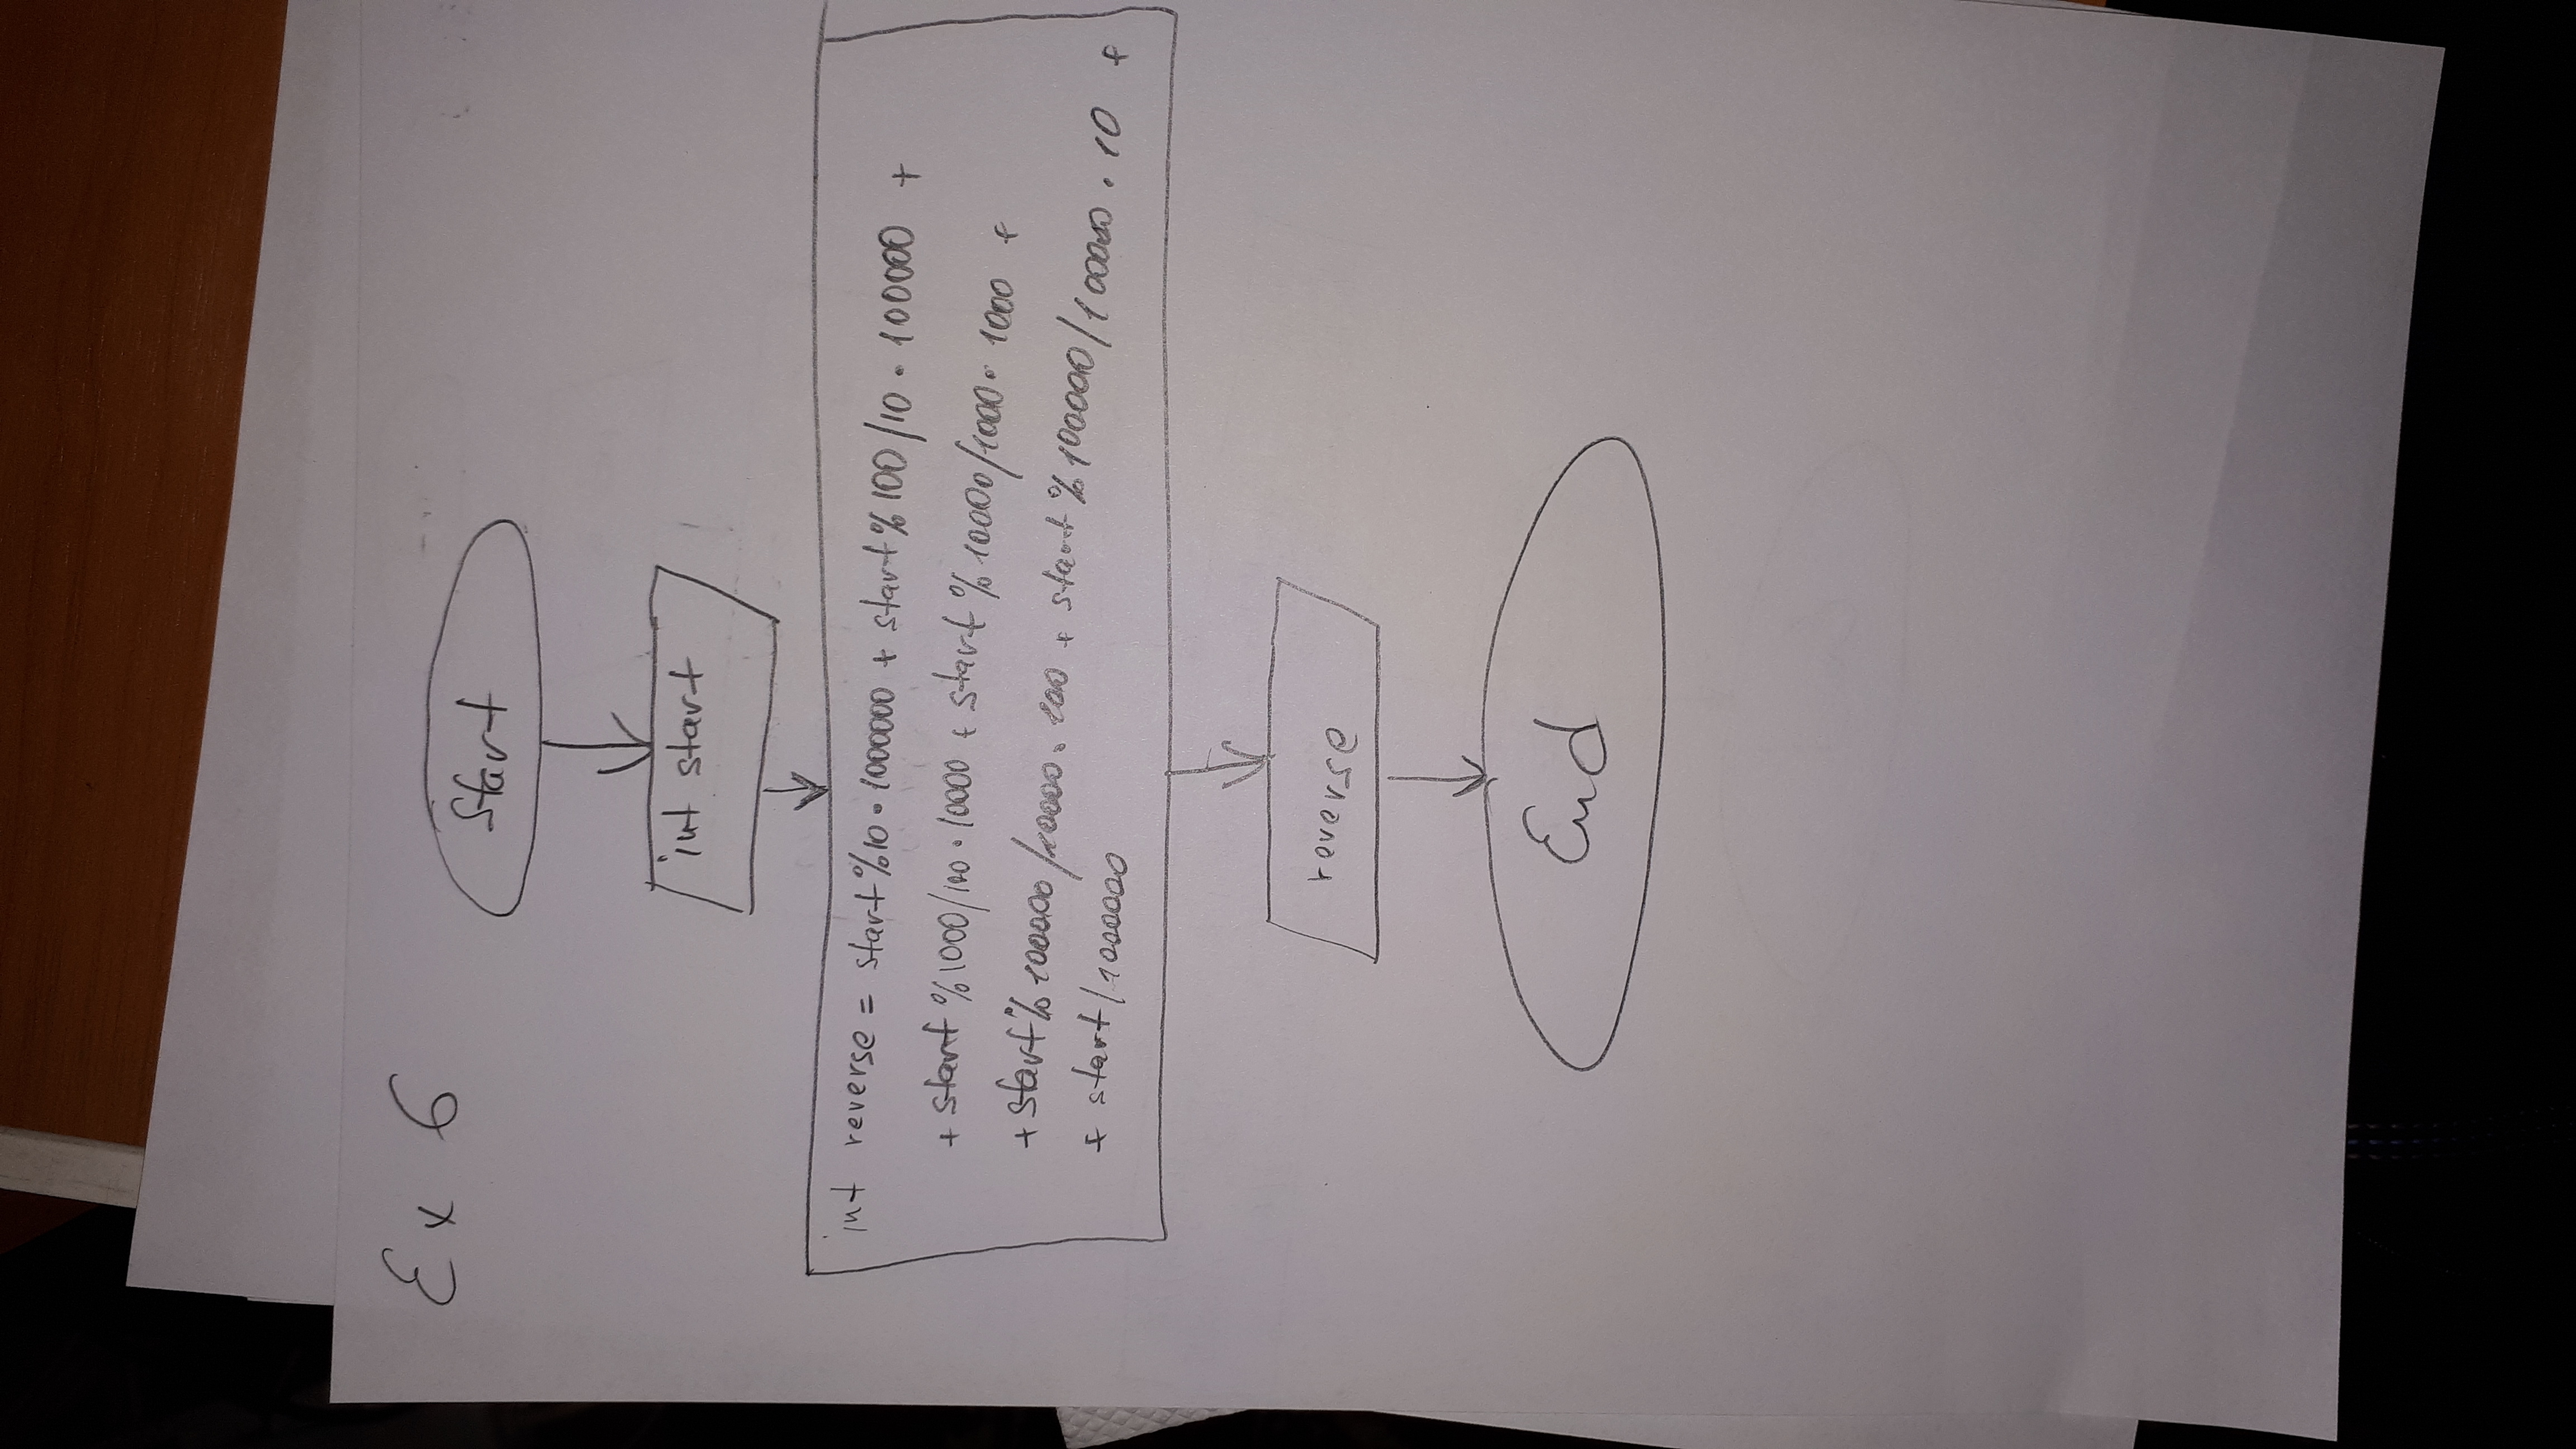 Ex 6
Start
int start
int reverse = start%10·1000000 + start%100/10·100000 +
+ start%1000/100·10000 + start%10000/1000·1000 +
+ start%100000/10000·100 + start%1000000/100000·10 +
+ start/1000000
reverse
End